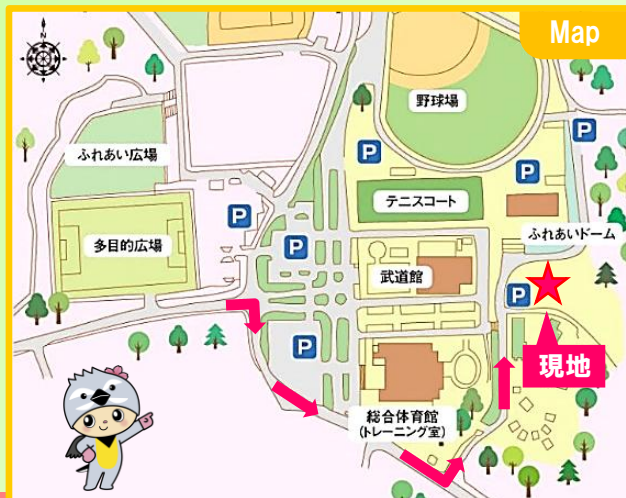 Map
N
野球場
P
P
ふれあい広場
P
テニスコート
P
P
ふれあいドーム
多目的広場
武道館
P
P
現地
総合体育館
(トレーニング室)